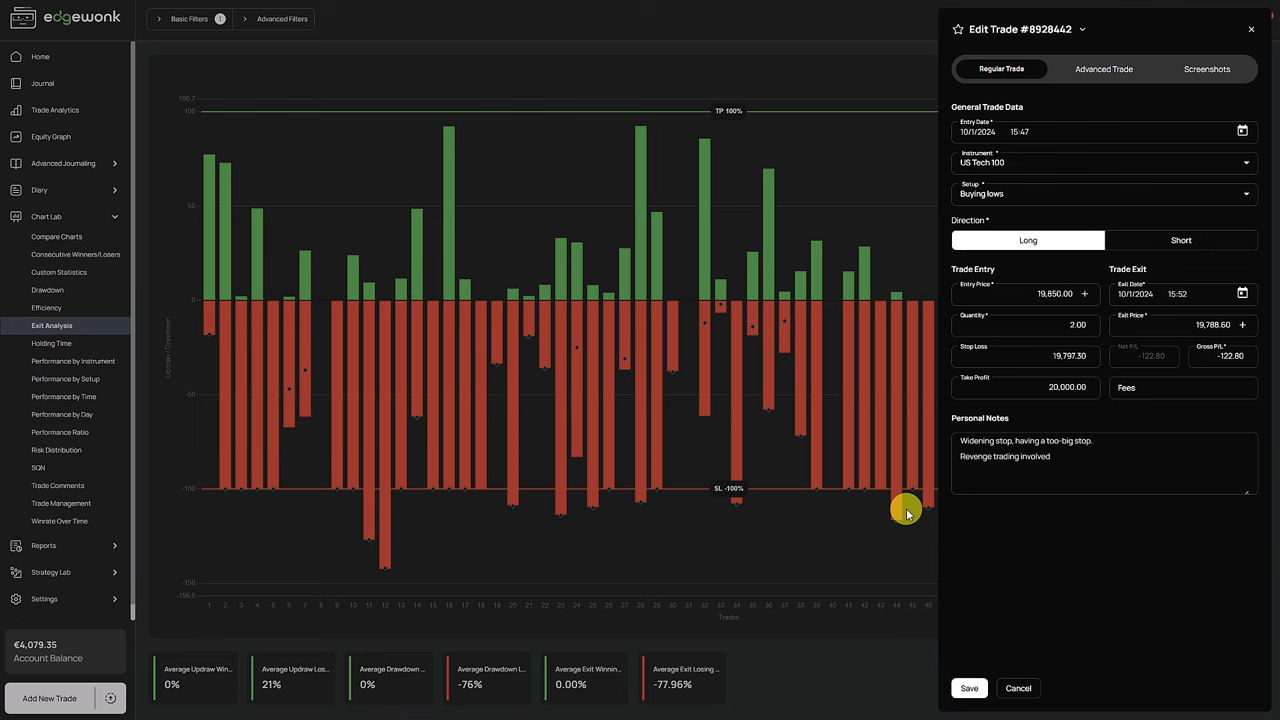 edgewonk
Home
Journal
Trade Analytics
Equity Graph
Advanced Journaling
Diary
Chart Lab
Compare Charts
Consecutive Winners/Losers
Custom Statistics
Drawdown
Efficiency
Exit Analysis
Holding Time
Performance by Instrument
Performance by Setup
Performance by Time
Performance by Day
Performance Ratio
Risk Distribution
SQN
Trade Comments
Trade Management
Winrate Over Time
Reports
Strategy Lab
Settings
€4,079.35
Account Balance
Add New Trade
Basic Filters 1
Advanced Filters
106,7
100
50
0
-50
-100
-150
-156,6
Updraw / Drawdown
TP 100%
SL -100%
1 2 3 4 5 6 7 8 9 10 11 12 13 14 15 16 17 18 19 20 21 22 23 24 25 26 27 28 29 30 31 32 33 34 35 36 37 38 39 40 41 42 43 44 45 46
Trades
Average Updraw Win...
0%
Average Updraw Los...
21%
Average Drawdown ...
0%
Average Drawdown L...
-76%
Average Exit Winnin...
0.00%
Average Exit Losing ...
-77.96%
Edit Trade #8928442
Regular Trade
Advanced Trade
Screenshots
General Trade Data
Entry Date *
10/1/2024 15:47
Instrument *
US Tech 100
Setup *
Buying lows
Direction *
Long
Short
Trade Entry
Entry Price *
19,850.00
Quantity *
2.00
Stop Loss
19,797.30
Take Profit
20,000.00
Trade Exit
Exit Date*
10/1/2024 15:52
Exit Price *
19,788.60
Net P/L
-122.80
Gross P/L*
-122.80
Fees
Personal Notes
Widening stop, having a too-big stop.
Revenge trading involved
Save
Cancel